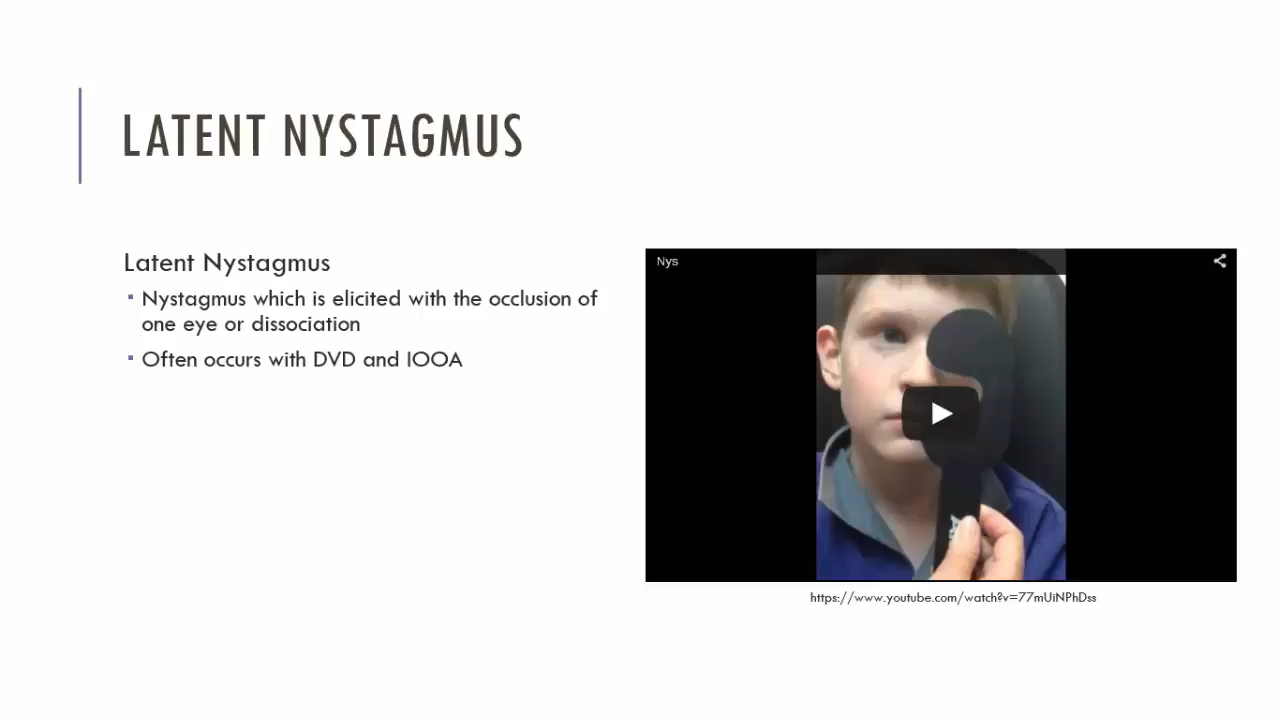 LATENT NYSTAGMUS
Latent Nystagmus
Nystagmus which is elicited with the occlusion of
one eye or dissociation
Often occurs with DVD and IOOA
Nys
https://www.youtube.com/watch?v=77mUiNPhDss